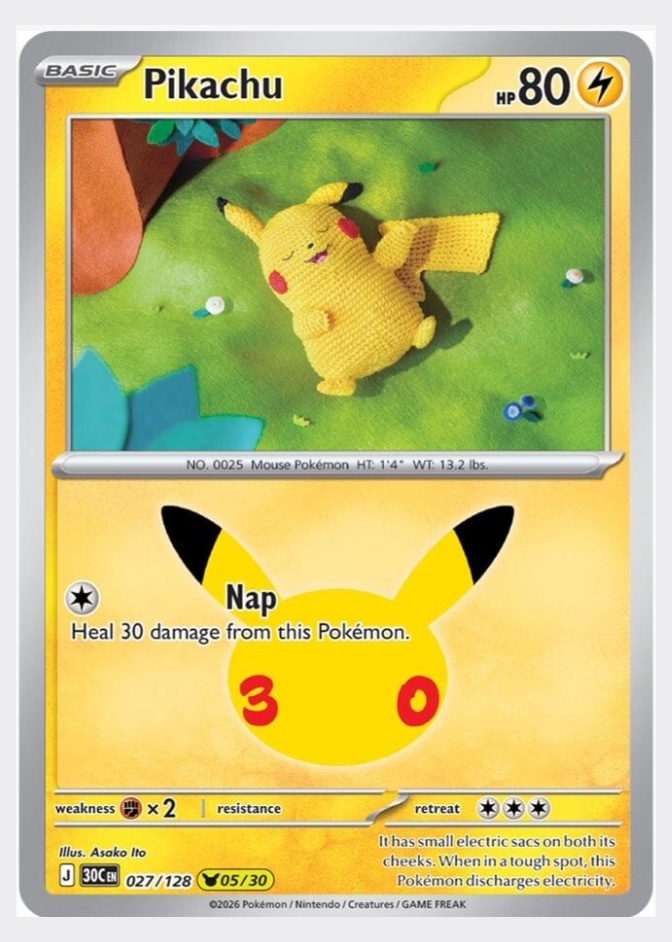 BASIC
Pikachu
HP 80
NO. 0025 Mouse Pokémon HT: 1'4" WT: 13.2 lbs.
Nap
Heal 30 damage from this Pokémon.
3 0
weakness ×2 resistance retreat
Illus. Asako Ito
J 30C EN 027/128 05/30
It has small electric sacs on both its
cheeks. When in a tough spot, this
Pokémon discharges electricity.
©2026 Pokémon / Nintendo / Creatures / GAME FREAK